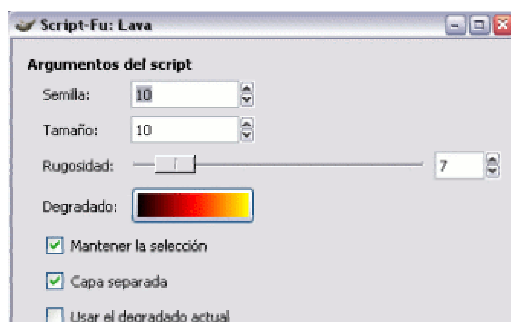 Script-Fu: Lava
Argumentos del script
Semilla: 10
Tamaño: 10
Rugosidad: 7
Degradado:
Mantener la selección
Capa separada
Usar el degradado actual